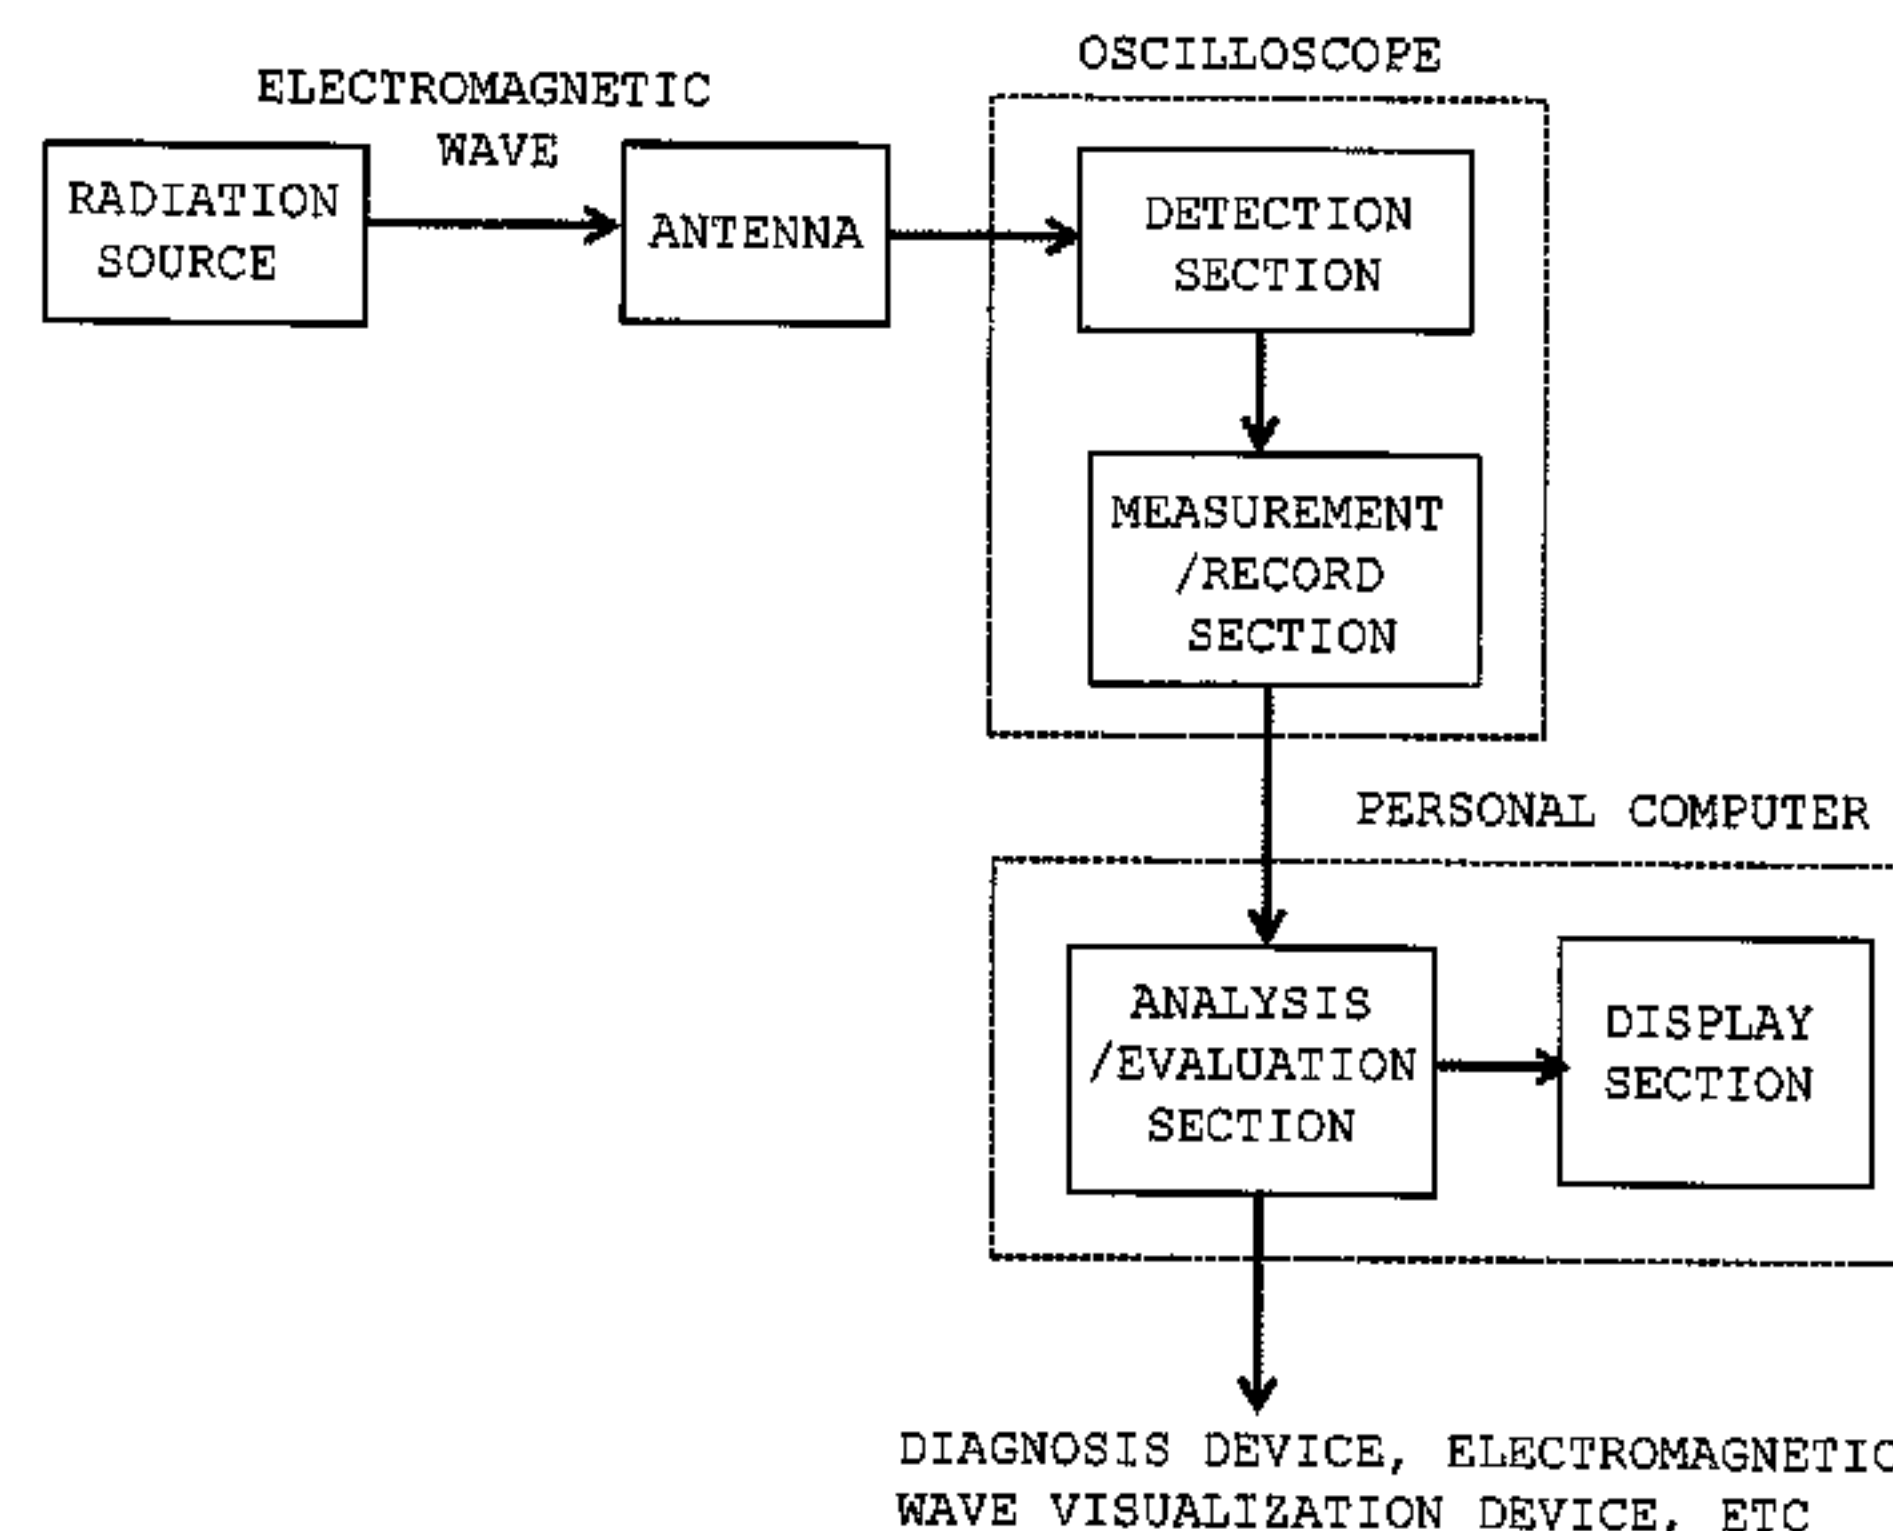 OSCILLOSCOPE
ELECTROMAGNETIC
WAVE
RADIATION
SOURCE
ANTENNA
DETECTION
SECTION
MEASUREMENT
/RECORD
SECTION
PERSONAL COMPUTER
ANALYSIS
/EVALUATION
SECTION
DISPLAY
SECTION
DIAGNOSIS DEVICE, ELECTROMAGNETIC
WAVE VISUALIZATION DEVICE, ETC